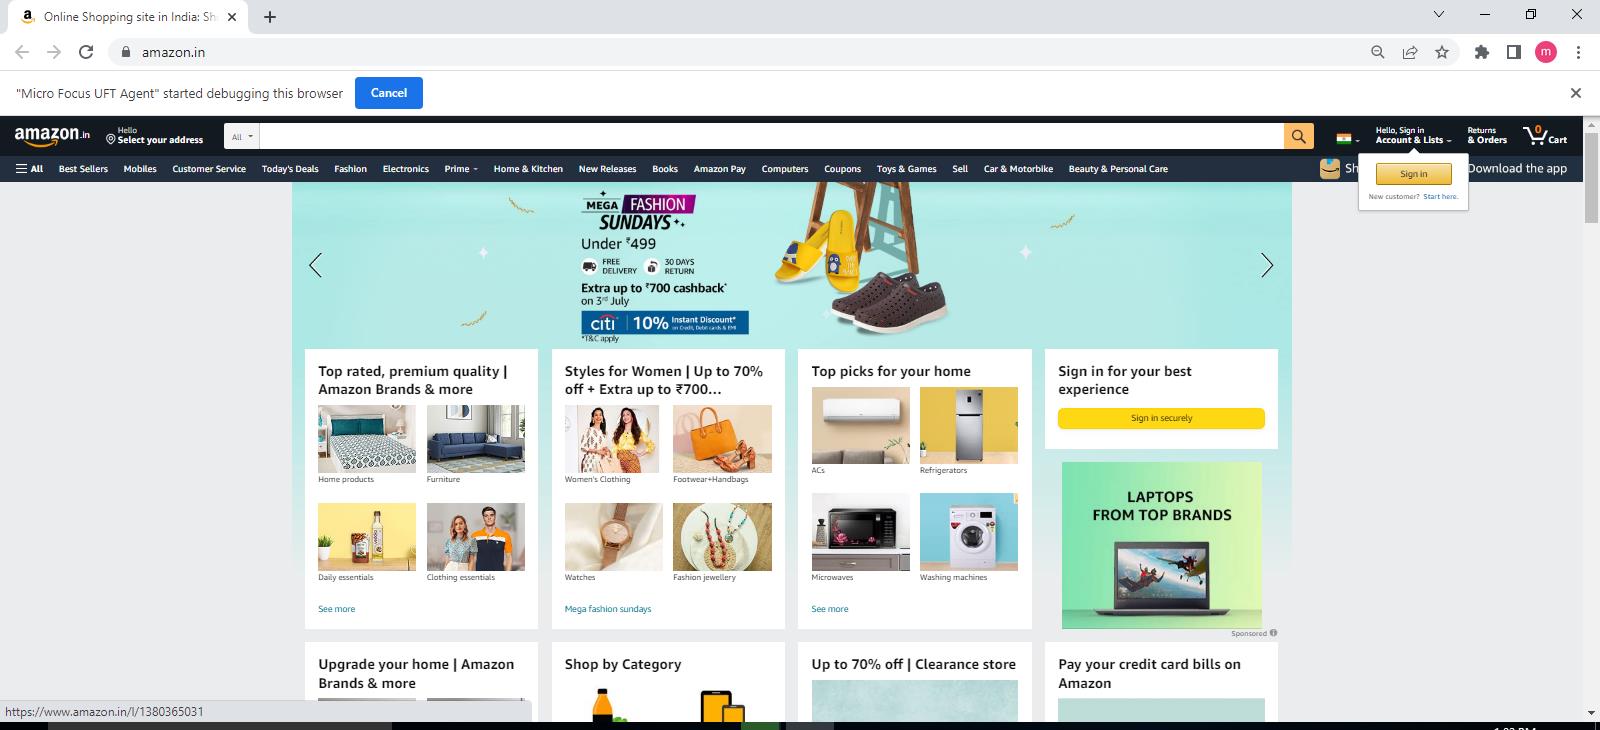 Online Shopping site in India: Sh
amazon.in
"Micro Focus UFT Agent" started debugging this browser
Cancel
m
amazon.in
Hello
Select your address
All
Hello, Sign in
Account & Lists
Returns
& Orders
0
Cart
All
Best Sellers
Mobiles
Customer Service
Today's Deals
Fashion
Electronics
Prime
Home & Kitchen
New Releases
Books
Amazon Pay
Computers
Coupons
Toys & Games
Sell
Car & Motorbike
Beauty & Personal Care
Sh
Download the app
Sign in
New customer? Start here.
MEGA FASHION
SUNDAYS
Under ₹499
FREE
DELIVERY
30 DAYS
RETURN
Extra up to ₹700 cashback*
on 3rd July
citi 10% Instant Discount*
on Credit, Debit cards & EMI
*T&C apply
Top rated, premium quality |
Amazon Brands & more
Home products
Furniture
Daily essentials
Clothing essentials
See more
Styles for Women | Up to 70%
off + Extra up to ₹700...
Women's Clothing
Footwear+Handbags
Watches
Fashion jewellery
Mega fashion sundays
Top picks for your home
ACs
Refrigerators
Microwaves
Washing machines
See more
Sign in for your best
experience
Sign in securely
LAPTOPS
FROM TOP BRANDS
Sponsored
Upgrade your home | Amazon
Brands & more
Shop by Category
Up to 70% off | Clearance store
Pay your credit card bills on
Amazon
https://www.amazon.in/l/1380365031